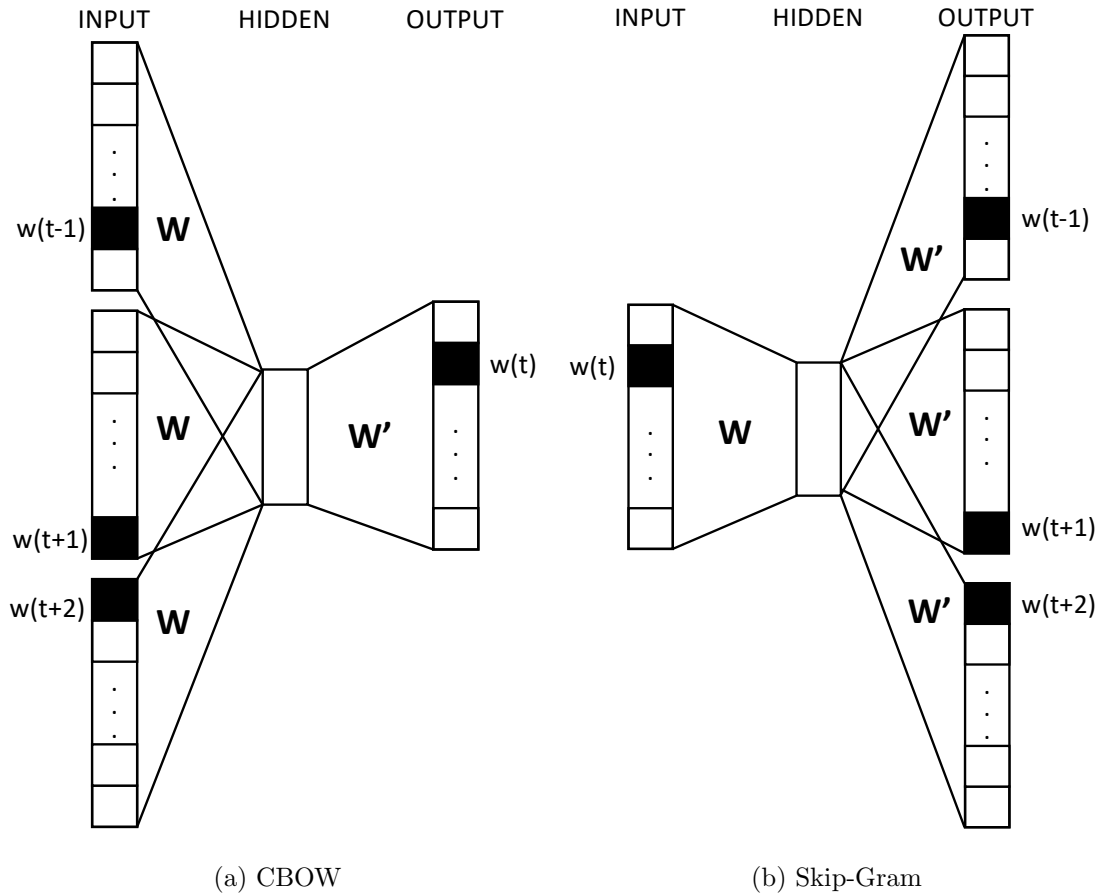 INPUT HIDDEN OUTPUT
w(t-1)
W
w(t+1)
W
w(t+2)
W
W'
w(t)
(a) CBOW
INPUT HIDDEN OUTPUT
w(t)
W
W'
w(t-1)
W'
w(t+1)
W'
w(t+2)
(b) Skip-Gram